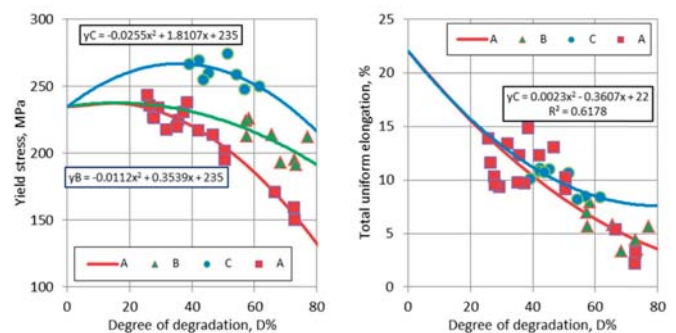 yC = -0.0255x² + 1.8107x + 235
yB = -0.0112x² + 0.3539x + 235
Yield stress, MPa
300
250
200
150
100
A B C A
0 20 40 60 80
Degree of degradation, D%
A B C A
yC = 0.0023x² - 0.3607x + 22
R² = 0.6178
Total uniform elongation, %
25
20
15
10
5
0
0 20 40 60 80
Degree of degradation, D%